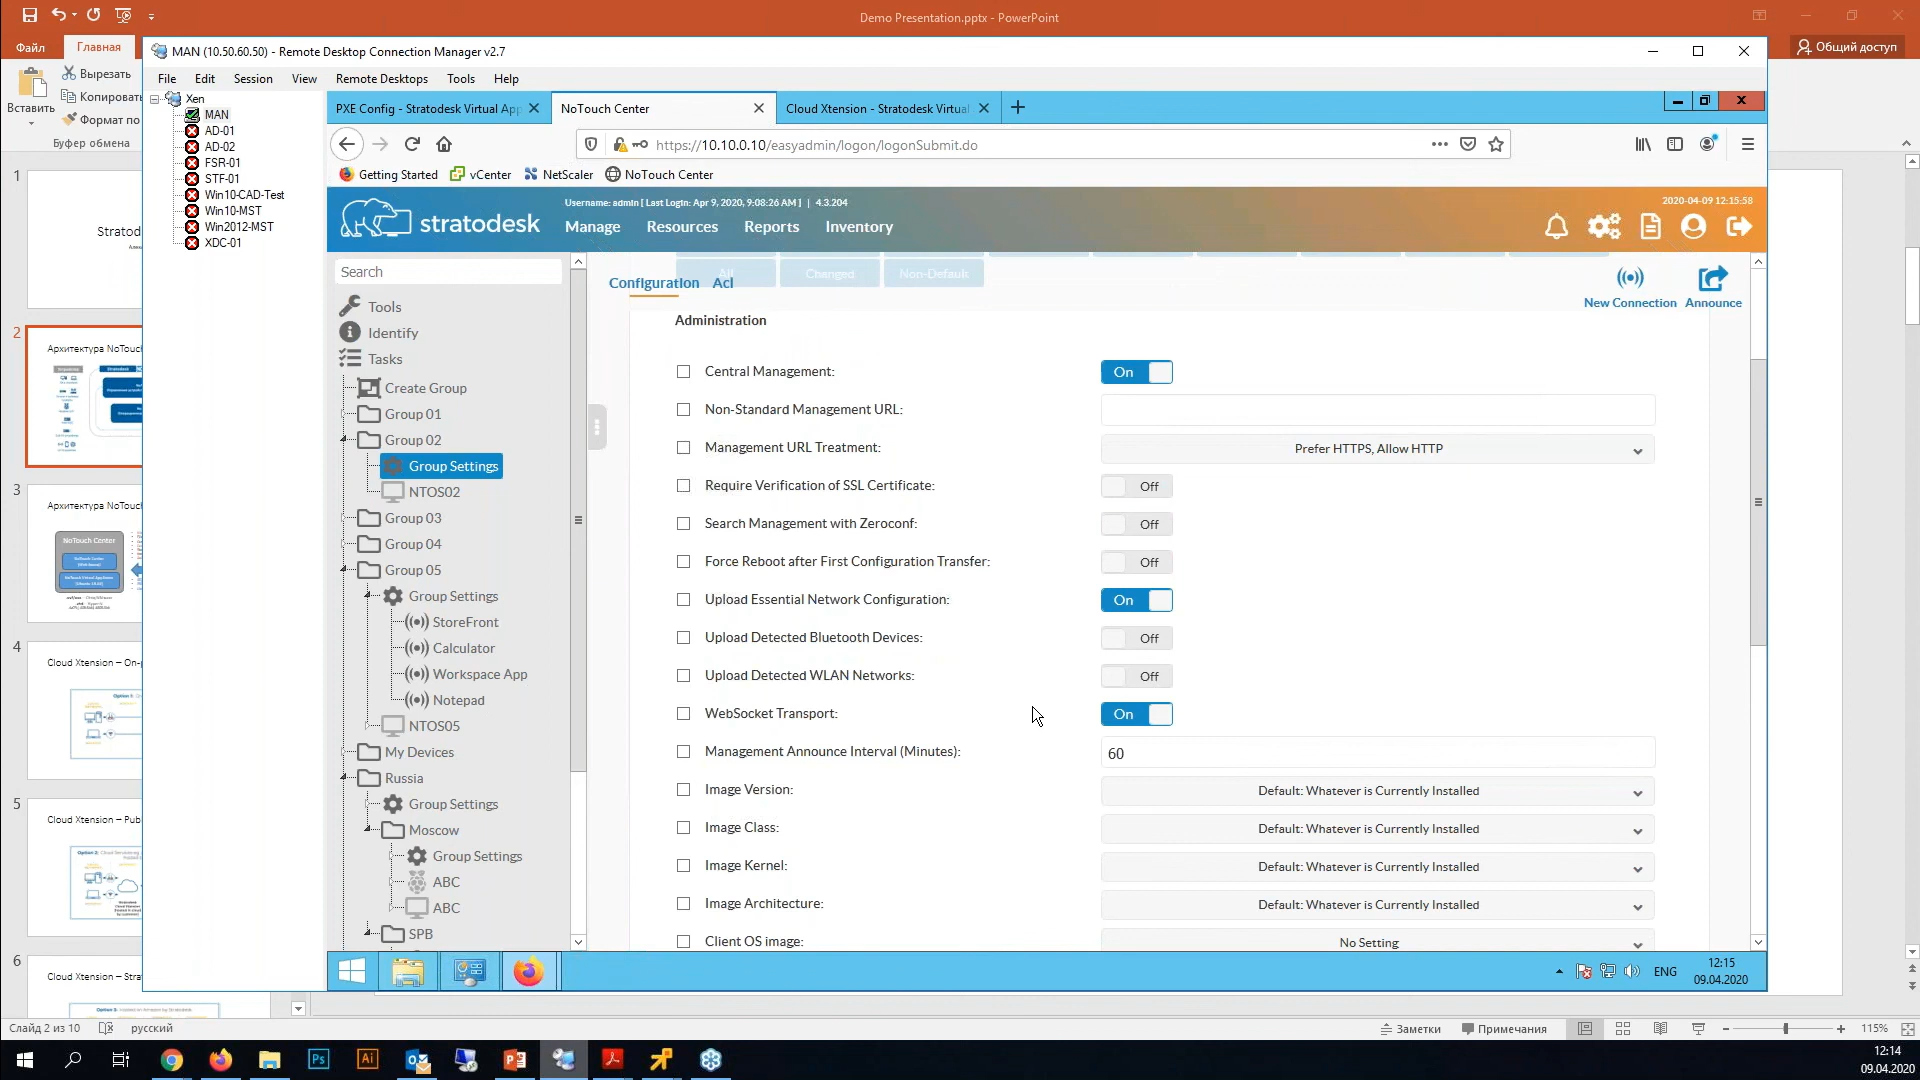 Demo Presentation.pptx - PowerPoint
Файл
Главная
Общий доступ
Вставить
Вырезать
Копировать
Формат по
Буфер обмена
MAN (10.50.60.50) - Remote Desktop Connection Manager v2.7
File Edit Session View Remote Desktops Tools Help
Xen
MAN
AD-01
AD-02
FSR-01
STF-01
Win10-CAD-Test
Win10-MST
Win2012-MST
XDC-01
PXE Config - Stratodesk Virtual App
NoTouch Center
Cloud Xtension - Stratodesk Virtual
https://10.10.0.10/easyadmin/logon/logonSubmit.do
Getting Started
vCenter
NetScaler
NoTouch Center
stratodesk
Username: admin [ Last Login: Apr 9, 2020, 9:08:26 AM ] | 4.3.204
2020-04-09 12:15:58
Manage Resources Reports Inventory
Search
Tools
Identify
Tasks
Create Group
Group 01
Group 02
Group Settings
NTOS02
Group 03
Group 04
Group 05
Group Settings
StoreFront
Calculator
Workspace App
Notepad
NTOS05
My Devices
Russia
Group Settings
Moscow
Group Settings
ABC
ABC
SPB
All Changed Non-Default
Configuration Acl
New Connection
Announce
Administration
Central Management: On
Non-Standard Management URL:
Management URL Treatment: Prefer HTTPS, Allow HTTP
Require Verification of SSL Certificate: Off
Search Management with Zeroconf: Off
Force Reboot after First Configuration Transfer: Off
Upload Essential Network Configuration: On
Upload Detected Bluetooth Devices: Off
Upload Detected WLAN Networks: Off
WebSocket Transport: On
Management Announce Interval (Minutes): 60
Image Version: Default: Whatever is Currently Installed
Image Class: Default: Whatever is Currently Installed
Image Kernel: Default: Whatever is Currently Installed
Image Architecture: Default: Whatever is Currently Installed
Client OS image: No Setting
ENG
12:15
09.04.2020
1
Stratod
2
Архитектура NoTouch
3
Архитектура NoTouch
NoTouch Center
4
Cloud Xtension – On-p
5
Cloud Xtension – Pub
6
Cloud Xtension – Stra
Слайд 2 из 10
русский
Заметки
Примечания
115%
12:14
09.04.2020